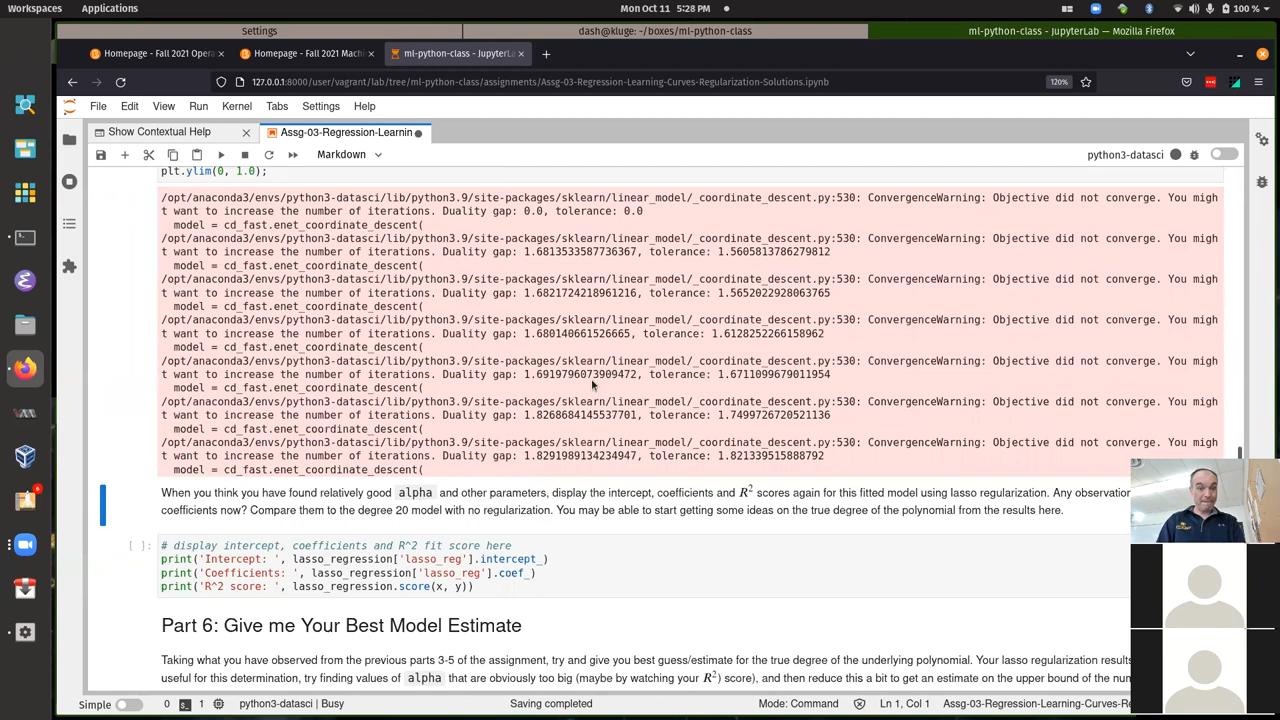 Workspaces Applications Mon Oct 11 5:28 PM 100 %
Settings dash@kluge: ~/boxes/ml-python-class ml-python-class - JupyterLab — Mozilla Firefox
Homepage - Fall 2021 Opera Homepage - Fall 2021 Machi ml-python-class - JupyterLa
127.0.0.1:8000/user/vagrant/lab/tree/ml-python-class/assignments/Assg-03-Regression-Learning-Curves-Regularization-Solutions.ipynb 120%
File Edit View Run Kernel Tabs Settings Help
Show Contextual Help Assg-03-Regression-Learnin
Markdown python3-datasci
plt.ylim(0, 1.0);
/opt/anaconda3/envs/python3-datasci/lib/python3.9/site-packages/sklearn/linear_model/_coordinate_descent.py:530: ConvergenceWarning: Objective did not converge. You migh
t want to increase the number of iterations. Duality gap: 0.0, tolerance: 0.0
model = cd_fast.enet_coordinate_descent(
/opt/anaconda3/envs/python3-datasci/lib/python3.9/site-packages/sklearn/linear_model/_coordinate_descent.py:530: ConvergenceWarning: Objective did not converge. You migh
t want to increase the number of iterations. Duality gap: 1.6813533587736367, tolerance: 1.5605813786279812
model = cd_fast.enet_coordinate_descent(
/opt/anaconda3/envs/python3-datasci/lib/python3.9/site-packages/sklearn/linear_model/_coordinate_descent.py:530: ConvergenceWarning: Objective did not converge. You migh
t want to increase the number of iterations. Duality gap: 1.6821724218961216, tolerance: 1.5652022928063765
model = cd_fast.enet_coordinate_descent(
/opt/anaconda3/envs/python3-datasci/lib/python3.9/site-packages/sklearn/linear_model/_coordinate_descent.py:530: ConvergenceWarning: Objective did not converge. You migh
t want to increase the number of iterations. Duality gap: 1.680140661526665, tolerance: 1.6128252266158962
model = cd_fast.enet_coordinate_descent(
/opt/anaconda3/envs/python3-datasci/lib/python3.9/site-packages/sklearn/linear_model/_coordinate_descent.py:530: ConvergenceWarning: Objective did not converge. You migh
t want to increase the number of iterations. Duality gap: 1.6919796073909472, tolerance: 1.6711099679011954
model = cd_fast.enet_coordinate_descent(
/opt/anaconda3/envs/python3-datasci/lib/python3.9/site-packages/sklearn/linear_model/_coordinate_descent.py:530: ConvergenceWarning: Objective did not converge. You migh
t want to increase the number of iterations. Duality gap: 1.8268684145537701, tolerance: 1.7499726720521136
model = cd_fast.enet_coordinate_descent(
/opt/anaconda3/envs/python3-datasci/lib/python3.9/site-packages/sklearn/linear_model/_coordinate_descent.py:530: ConvergenceWarning: Objective did not converge. You migh
t want to increase the number of iterations. Duality gap: 1.8291989134234947, tolerance: 1.821339515888792
model = cd_fast.enet_coordinate_descent(
When you think you have found relatively good alpha and other parameters, display the intercept, coefficients and R² scores again for this fitted model using lasso regularization. Any observation
coefficients now? Compare them to the degree 20 model with no regularization. You may be able to start getting some ideas on the true degree of the polynomial from the results here.
[ ]: # display intercept, coefficients and R^2 fit score here
print('Intercept: ', lasso_regression['lasso_reg'].intercept_)
print('Coefficients: ', lasso_regression['lasso_reg'].coef_)
print('R^2 score: ', lasso_regression.score(x, y))
Part 6: Give me Your Best Model Estimate
Taking what you have observed from the previous parts 3-5 of the assignment, try and give you best guess/estimate for the true degree of the underlying polynomial. Your lasso regularization results
useful for this determination, try finding values of alpha that are obviously too big (maybe by watching your R²) score), and then reduce this a bit to get an estimate on the upper bound of the num
Simple 0 1 python3-datasci | Busy Saving completed Mode: Command Ln 1, Col 1 Assg-03-Regression-Learning-Curves-Re